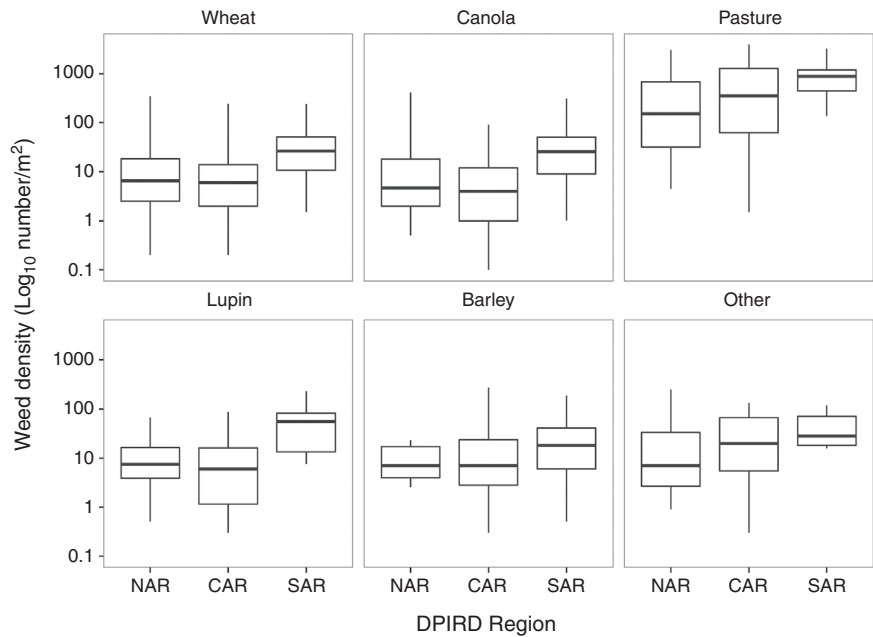 Wheat
Canola
Pasture
1000
100
10
1
0.1
Lupin
Barley
Other
1000
100
10
1
0.1
Weed density (Log₁₀ number/m²)
NAR CAR SAR
NAR CAR SAR
NAR CAR SAR
DPIRD Region